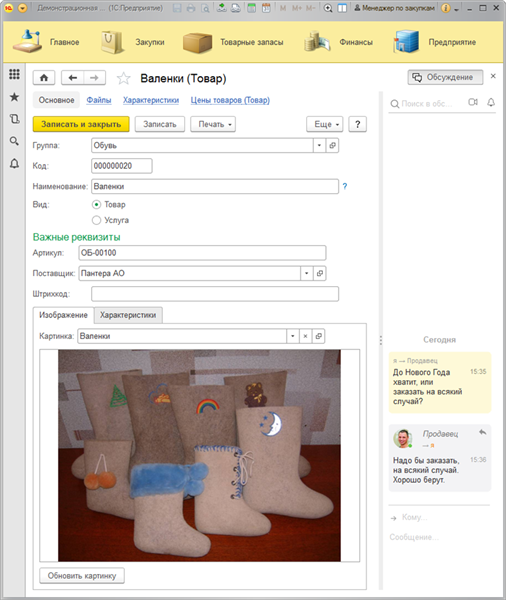 Демонстрационная ... (1С:Предприятие)
M M+ M-
Менеджер по закупкам
Главное
Закупки
Товарные запасы
Финансы
Предприятие
Валенки (Товар)
Обсуждение
Основное Файлы Характеристики Цены товаров (Товар)
Поиск в обс...
Записать и закрыть Записать Печать Еще ?
Группа: Обувь
Код: 000000020
Наименование: Валенки ?
Вид: Товар
Услуга
Важные реквизиты
Артикул: ОБ-00100
Поставщик: Пантера АО
Штрихкод:
Изображение Характеристики
Картинка: Валенки
Обновить картинку
Сегодня
я → Продавец
До Нового Года 15:35
хватит, или
заказать на всякий
случай?
Продавец
→ я
Надо бы заказать, 15:36
на всякий случай.
Хорошо берут.
Кому...
Сообщение...